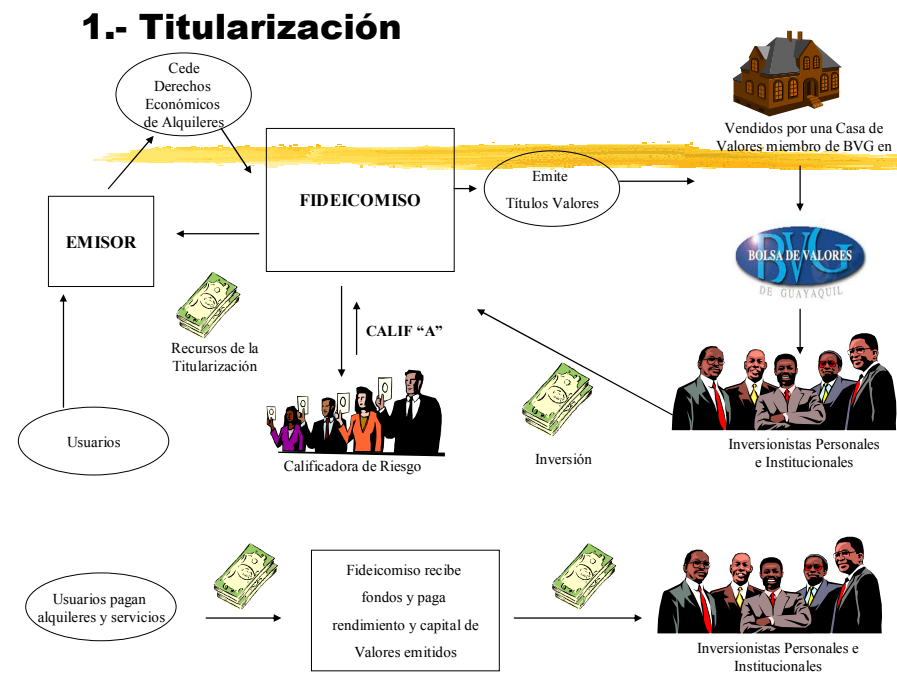 1.- Titularización
Cede
Derechos
Económicos
de Alquileres
Vendidos por una Casa de
Valores miembro de BVG en
FIDEICOMISO
Emite
Títulos Valores
EMISOR
BVG
BOLSA DE VALORES
DE GUAYAQUIL
CALIF “A”
Recursos de la
Titularización
Usuarios
Calificadora de Riesgo
Inversión
Inversionistas Personales
e Institucionales
Usuarios pagan
alquileres y servicios
Fideicomiso recibe
fondos y paga
rendimiento y capital de
Valores emitidos
Inversionistas Personales e
Institucionales